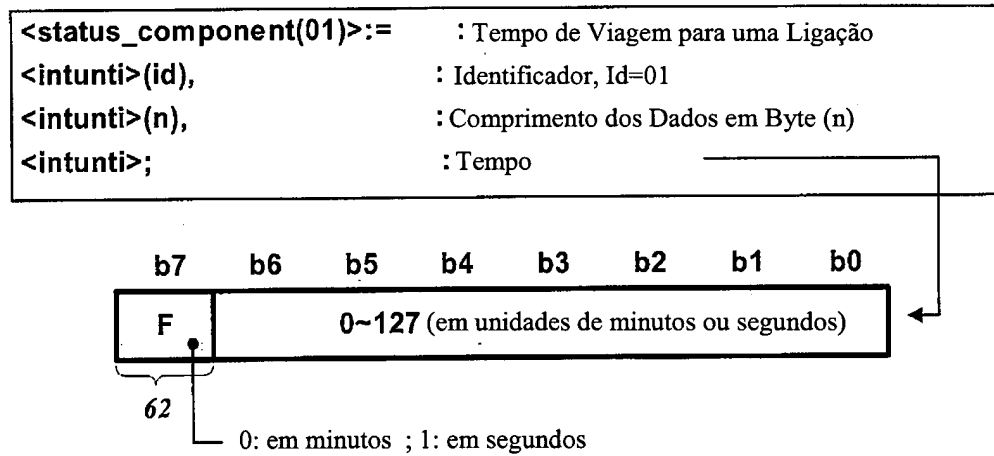 <status_component(01)>:= : Tempo de Viagem para uma Ligação
<intunti>(id), : Identificador, Id=01
<intunti>(n), : Comprimento dos Dados em Byte (n)
<intunti>; : Tempo
b7 b6 b5 b4 b3 b2 b1 b0
F 0~127 (em unidades de minutos ou segundos)
62
0: em minutos ; 1: em segundos